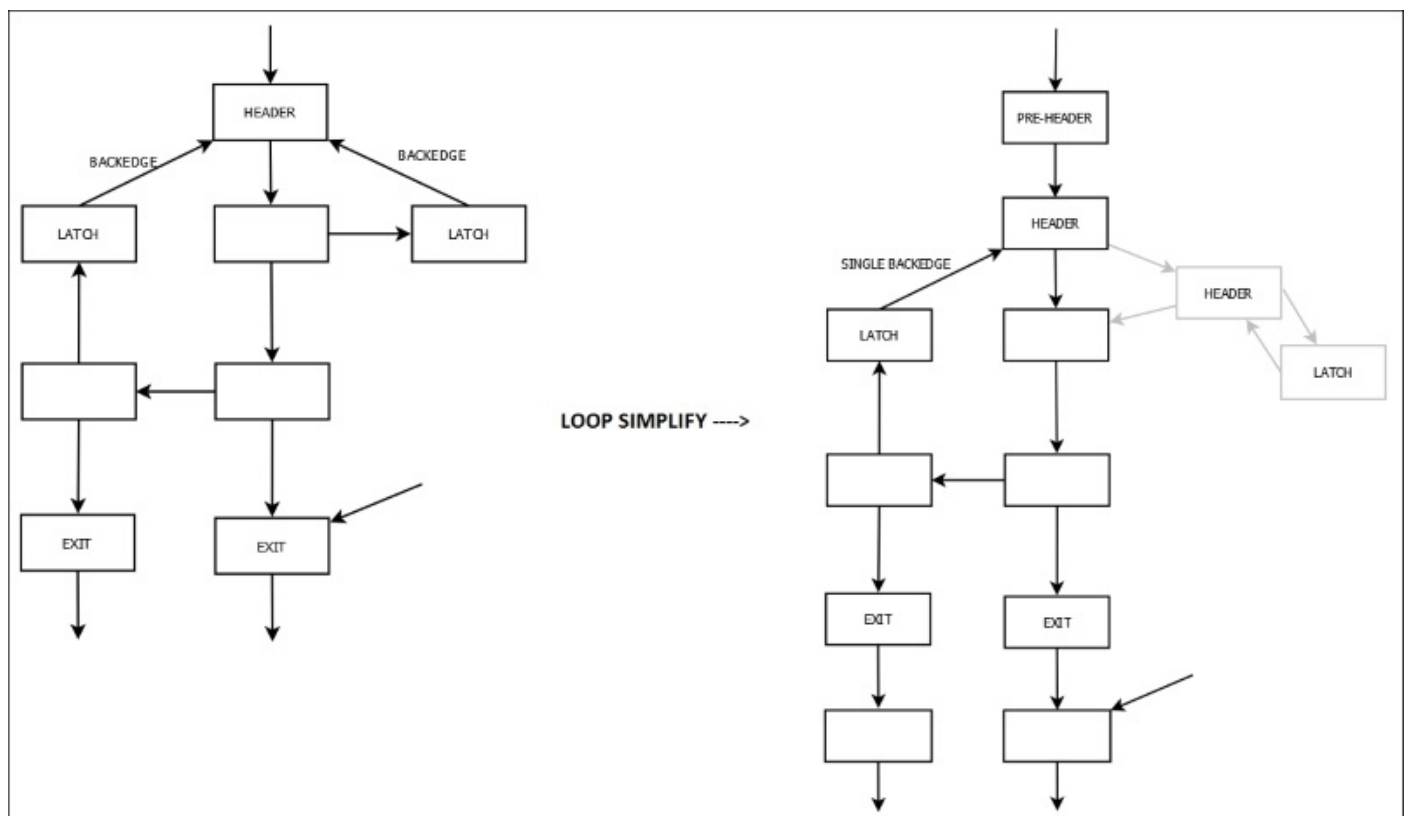 HEADER
BACKEDGE
BACKEDGE
LATCH
LATCH
EXIT
EXIT
LOOP SIMPLIFY ---->
PRE-HEADER
HEADER
SINGLE BACKEDGE
HEADER
LATCH
LATCH
EXIT
EXIT